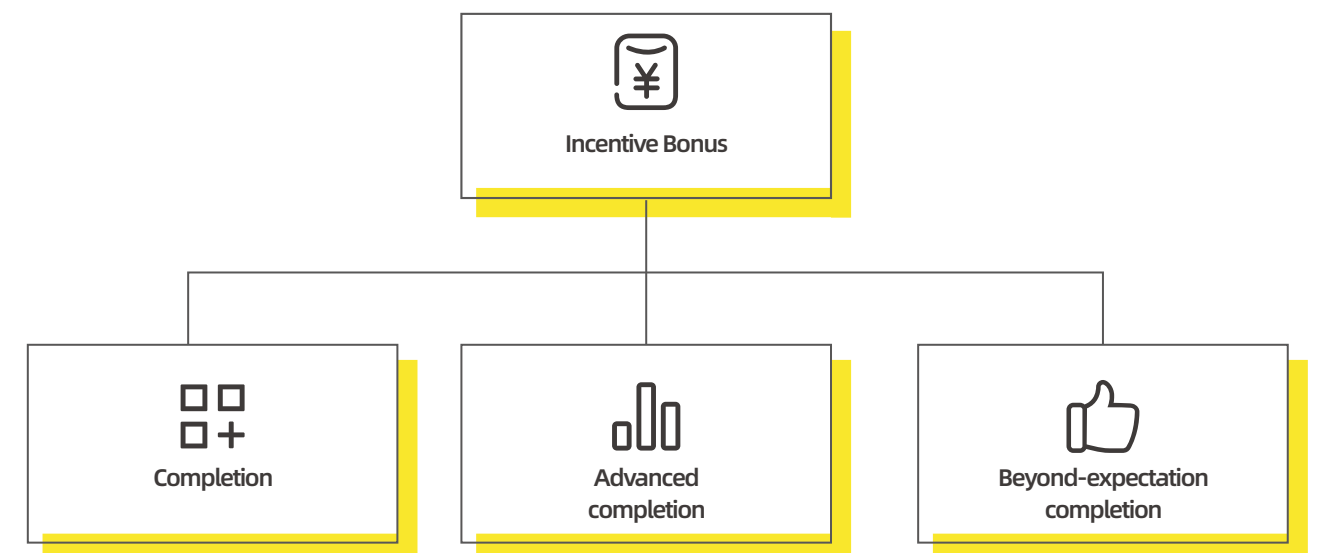 ¥
Incentive Bonus
Completion
Advanced
completion
Beyond-expectation
completion